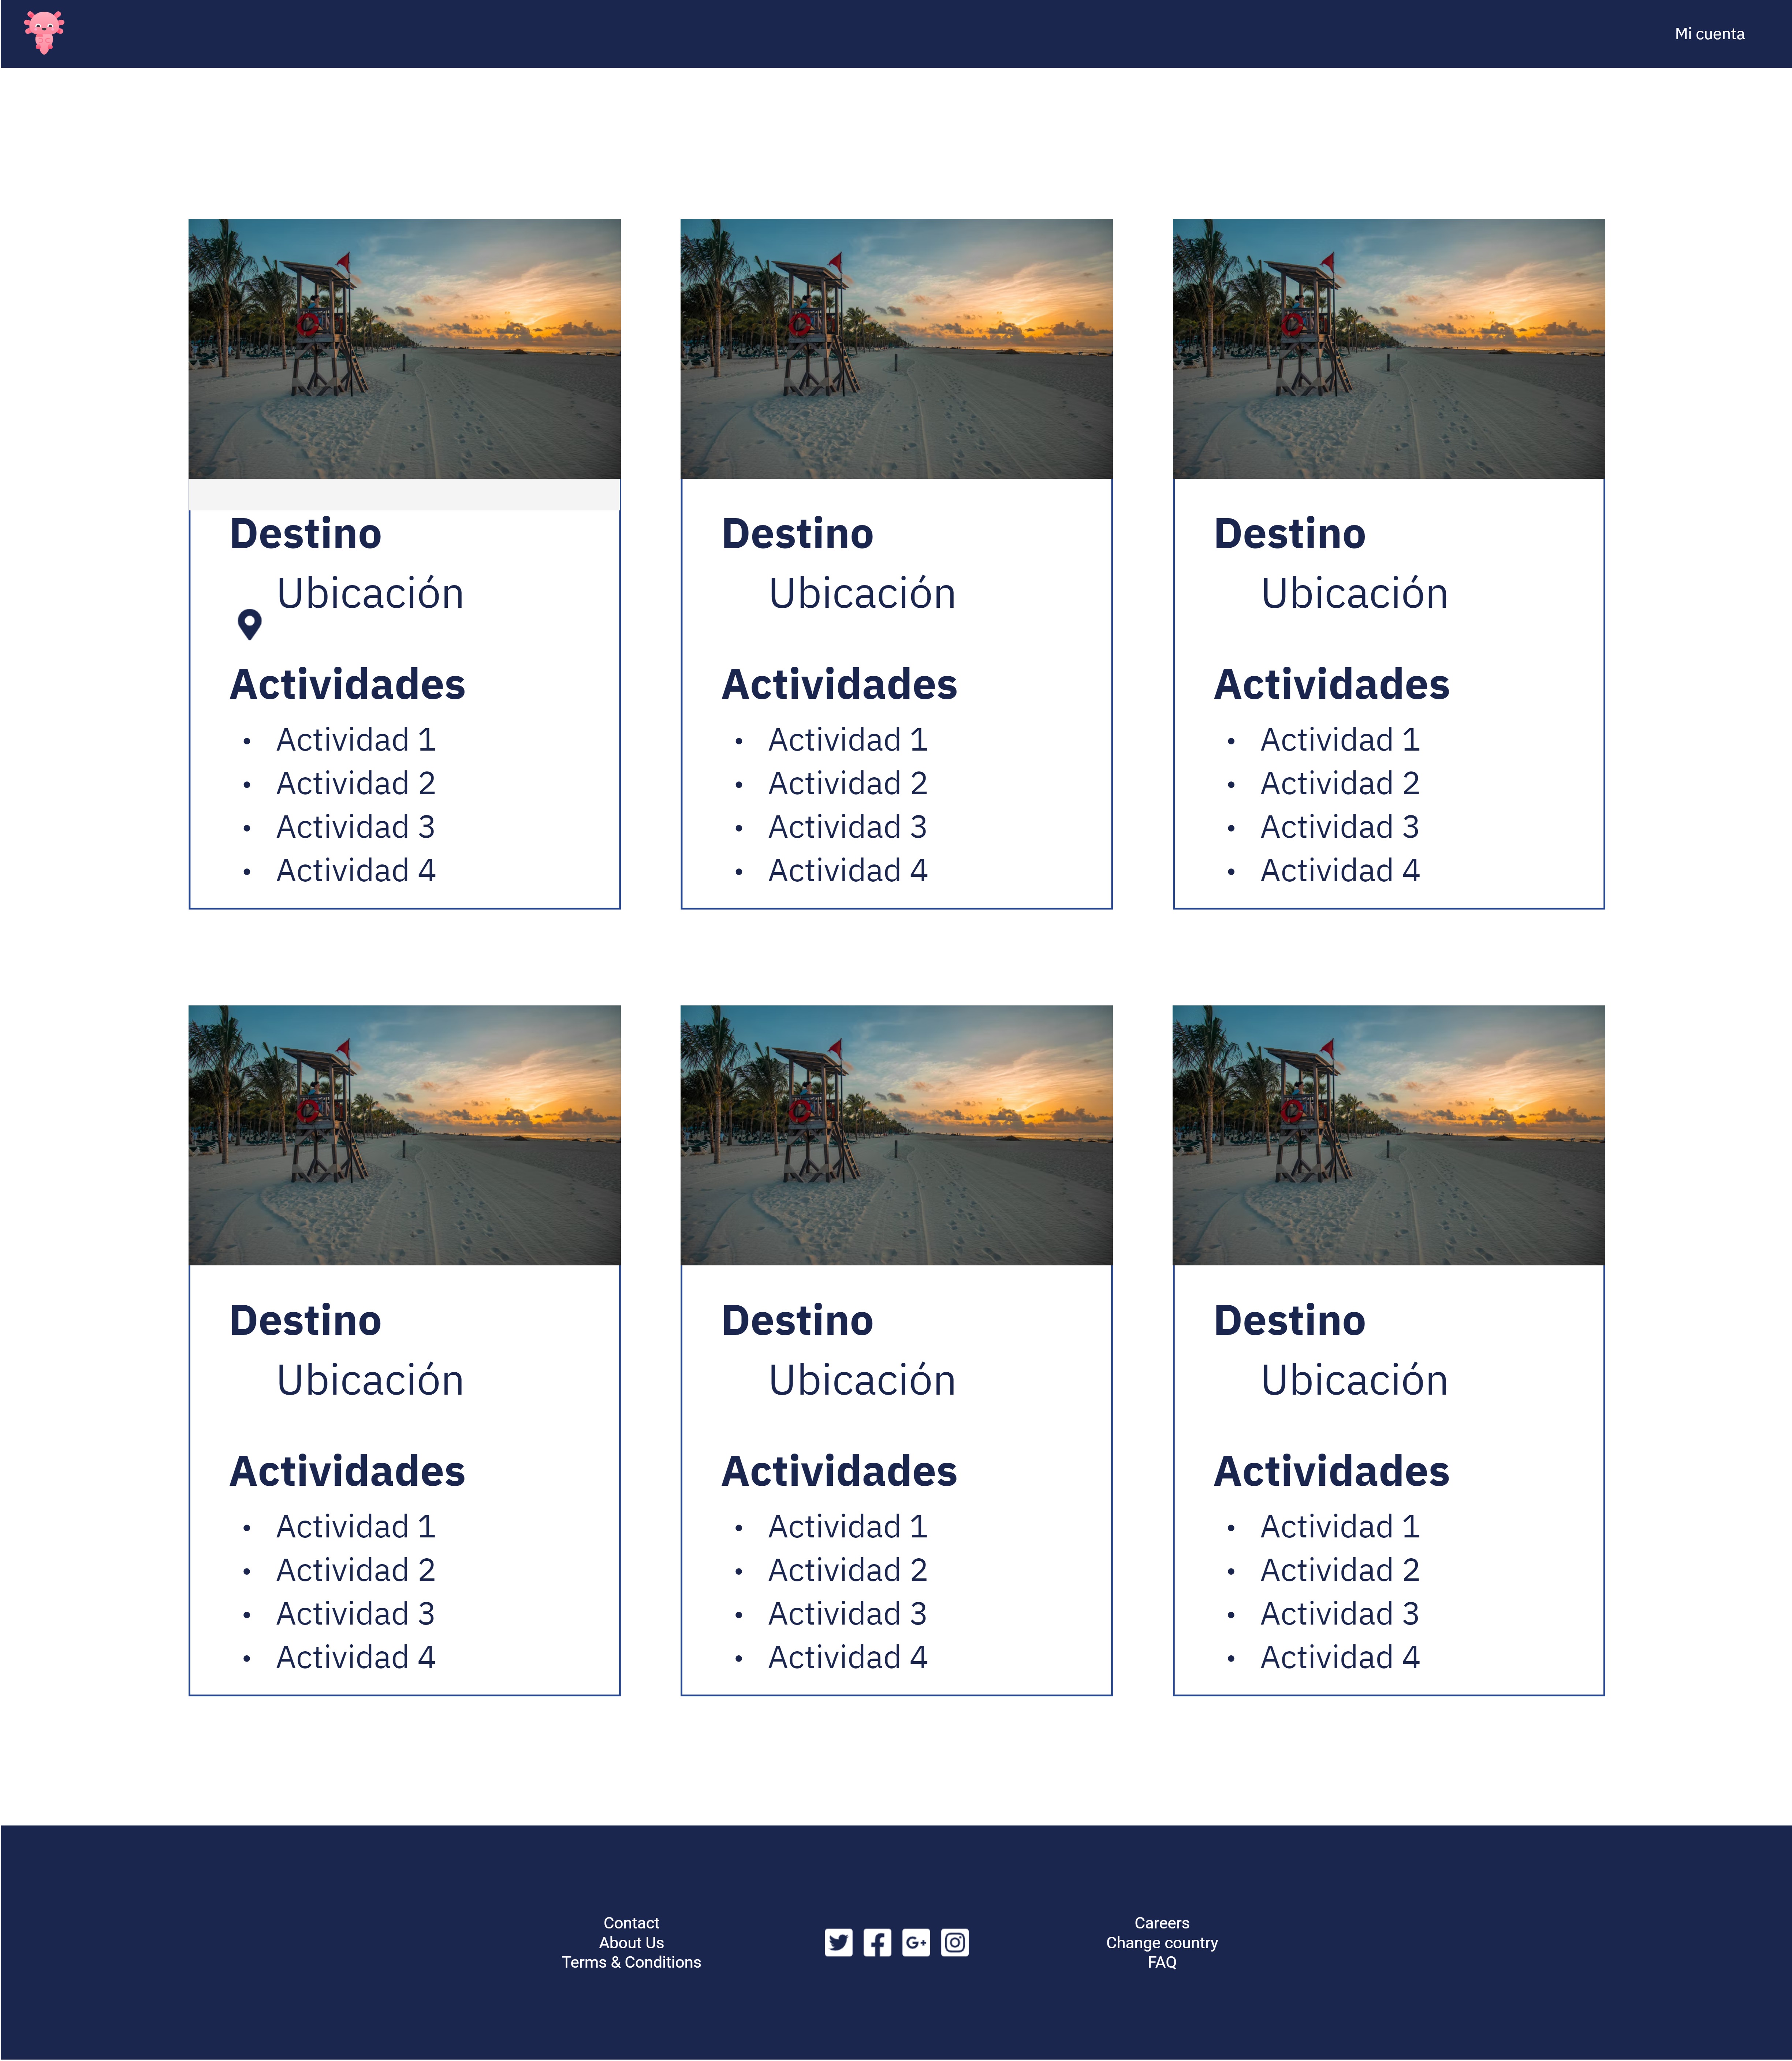 Mi cuenta
Destino
Ubicación
Actividades
• Actividad 1
• Actividad 2
• Actividad 3
• Actividad 4
Destino
Ubicación
Actividades
• Actividad 1
• Actividad 2
• Actividad 3
• Actividad 4
Destino
Ubicación
Actividades
• Actividad 1
• Actividad 2
• Actividad 3
• Actividad 4
Destino
Ubicación
Actividades
• Actividad 1
• Actividad 2
• Actividad 3
• Actividad 4
Destino
Ubicación
Actividades
• Actividad 1
• Actividad 2
• Actividad 3
• Actividad 4
Destino
Ubicación
Actividades
• Actividad 1
• Actividad 2
• Actividad 3
• Actividad 4
Contact
About Us
Terms & Conditions
G+
Careers
Change country
FAQ